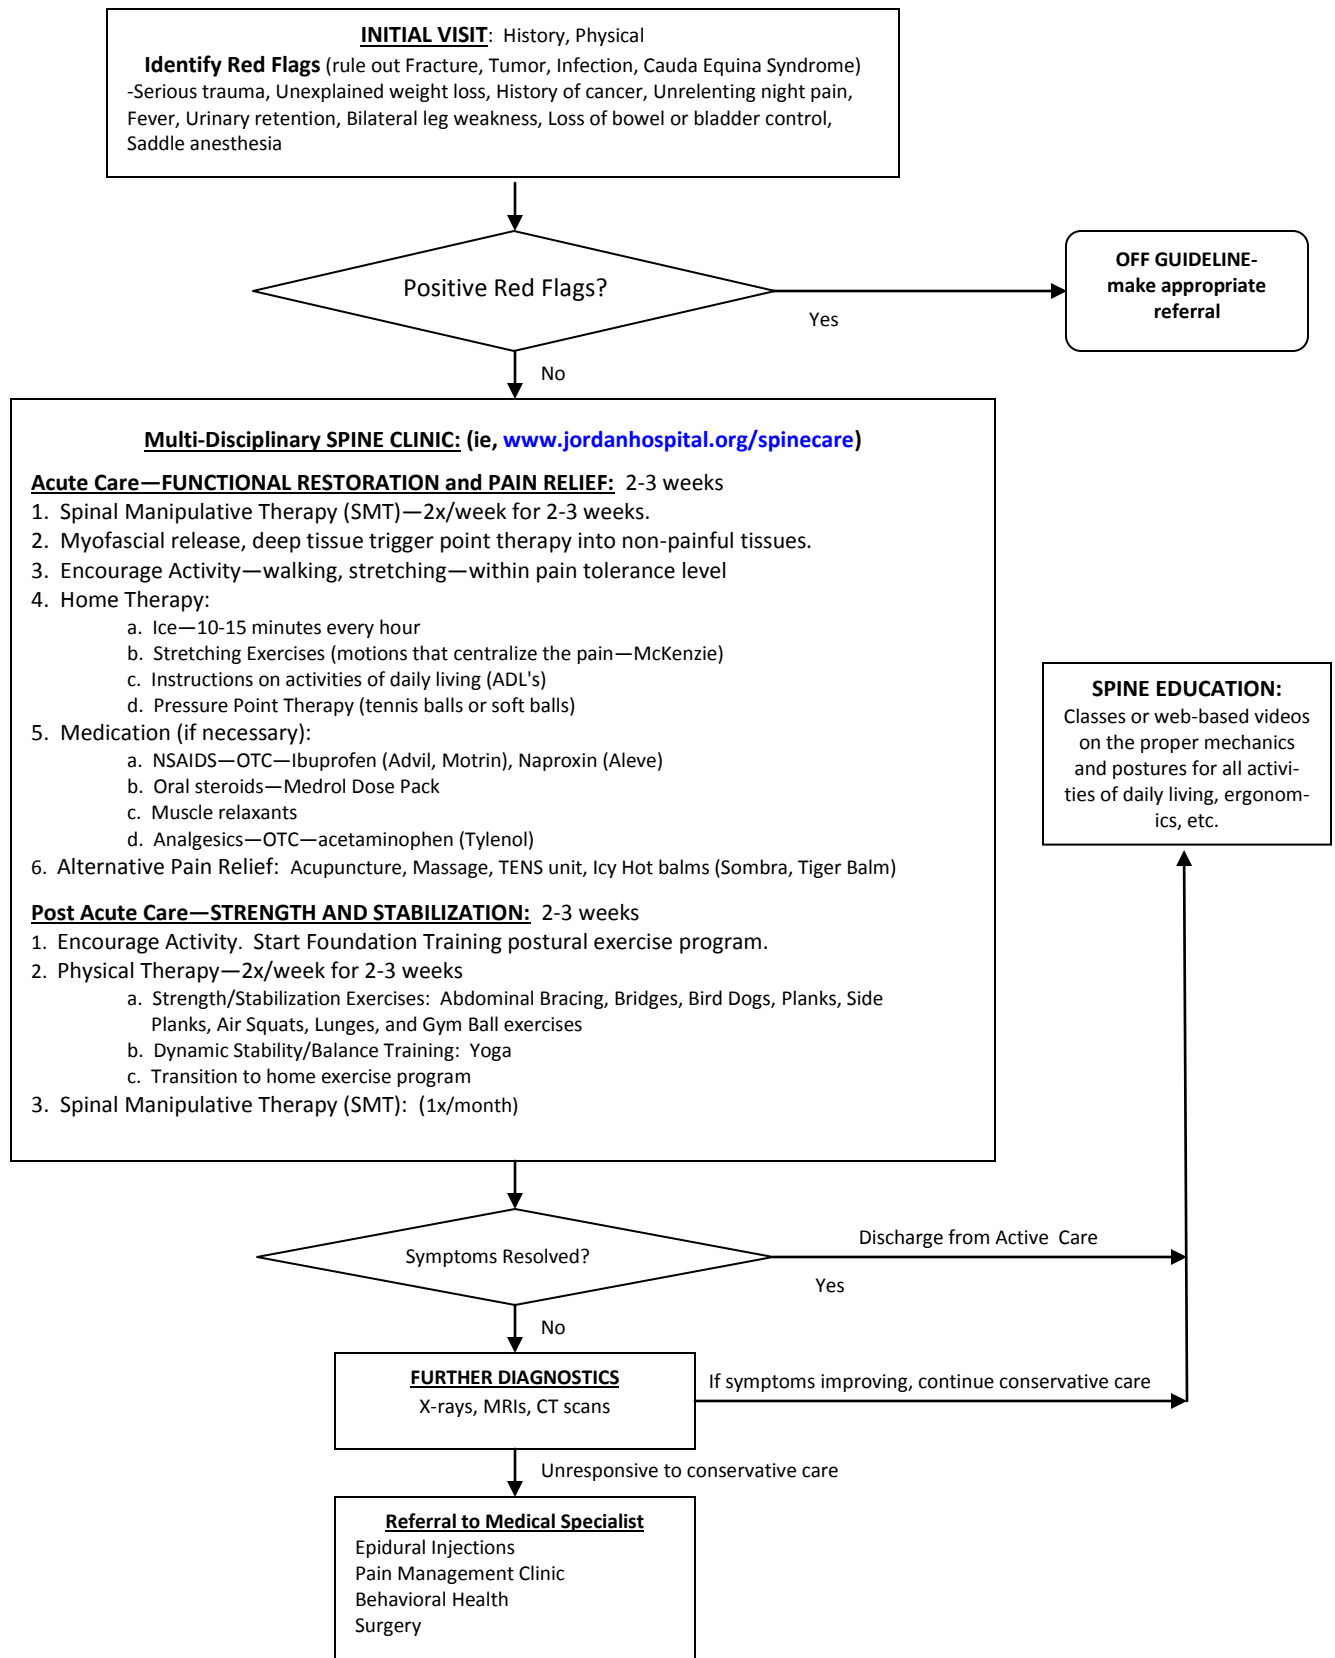 INITIAL VISIT: History, Physical
Identify Red Flags (rule out Fracture, Tumor, Infection, Cauda Equina Syndrome)
-Serious trauma, Unexplained weight loss, History of cancer, Unrelenting night pain,
Fever, Urinary retention, Bilateral leg weakness, Loss of bowel or bladder control,
Saddle anesthesia
Positive Red Flags?
Yes
OFF GUIDELINE-
make appropriate
referral
No
Multi-Disciplinary SPINE CLINIC: (ie, www.jordanhospital.org/spinecare)
Acute Care—FUNCTIONAL RESTORATION and PAIN RELIEF: 2-3 weeks
1. Spinal Manipulative Therapy (SMT)—2x/week for 2-3 weeks.
2. Myofascial release, deep tissue trigger point therapy into non-painful tissues.
3. Encourage Activity—walking, stretching—within pain tolerance level
4. Home Therapy:
a. Ice—10-15 minutes every hour
b. Stretching Exercises (motions that centralize the pain—McKenzie)
c. Instructions on activities of daily living (ADL's)
d. Pressure Point Therapy (tennis balls or soft balls)
5. Medication (if necessary):
a. NSAIDS—OTC—Ibuprofen (Advil, Motrin), Naproxin (Aleve)
b. Oral steroids—Medrol Dose Pack
c. Muscle relaxants
d. Analgesics—OTC—acetaminophen (Tylenol)
6. Alternative Pain Relief: Acupuncture, Massage, TENS unit, Icy Hot balms (Sombra, Tiger Balm)
Post Acute Care—STRENGTH AND STABILIZATION: 2-3 weeks
1. Encourage Activity. Start Foundation Training postural exercise program.
2. Physical Therapy—2x/week for 2-3 weeks
a. Strength/Stabilization Exercises: Abdominal Bracing, Bridges, Bird Dogs, Planks, Side
Planks, Air Squats, Lunges, and Gym Ball exercises
b. Dynamic Stability/Balance Training: Yoga
c. Transition to home exercise program
3. Spinal Manipulative Therapy (SMT): (1x/month)
SPINE EDUCATION:
Classes or web-based videos
on the proper mechanics
and postures for all activi-
ties of daily living, ergonom-
ics, etc.
Symptoms Resolved?
Discharge from Active Care
Yes
No
FURTHER DIAGNOSTICS
X-rays, MRIs, CT scans
If symptoms improving, continue conservative care
Unresponsive to conservative care
Referral to Medical Specialist
Epidural Injections
Pain Management Clinic
Behavioral Health
Surgery